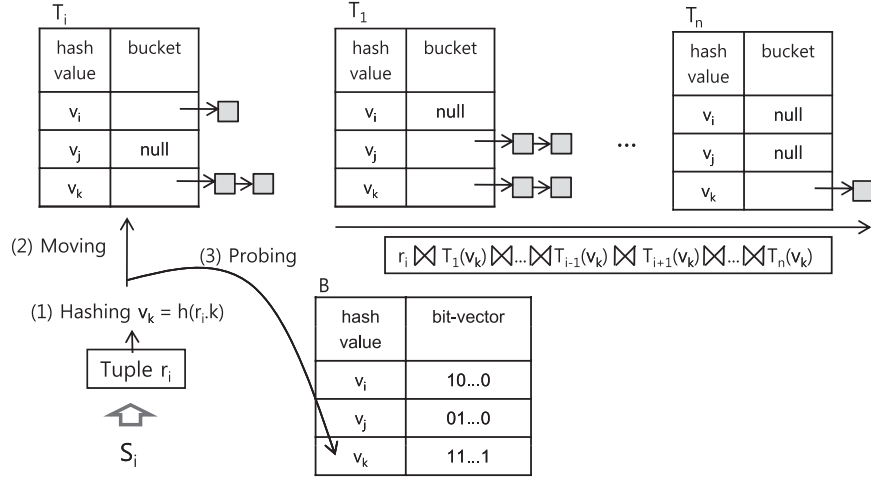 Tᵢ
hash value bucket
vᵢ
vⱼ null
vₖ
T₁
hash value bucket
vᵢ null
vⱼ
vₖ
...
Tₙ
hash value bucket
vᵢ null
vⱼ null
vₖ
rᵢ ⋈ T₁(vₖ) ⋈...⋈ Tᵢ₋₁(vₖ) ⋈ Tᵢ₊₁(vₖ) ⋈...⋈ Tₙ(vₖ)
(2) Moving
(3) Probing
(1) Hashing vₖ = h(rᵢ.k)
Tuple rᵢ
Sᵢ
B
hash value bit-vector
vᵢ 10...0
vⱼ 01...0
vₖ 11...1